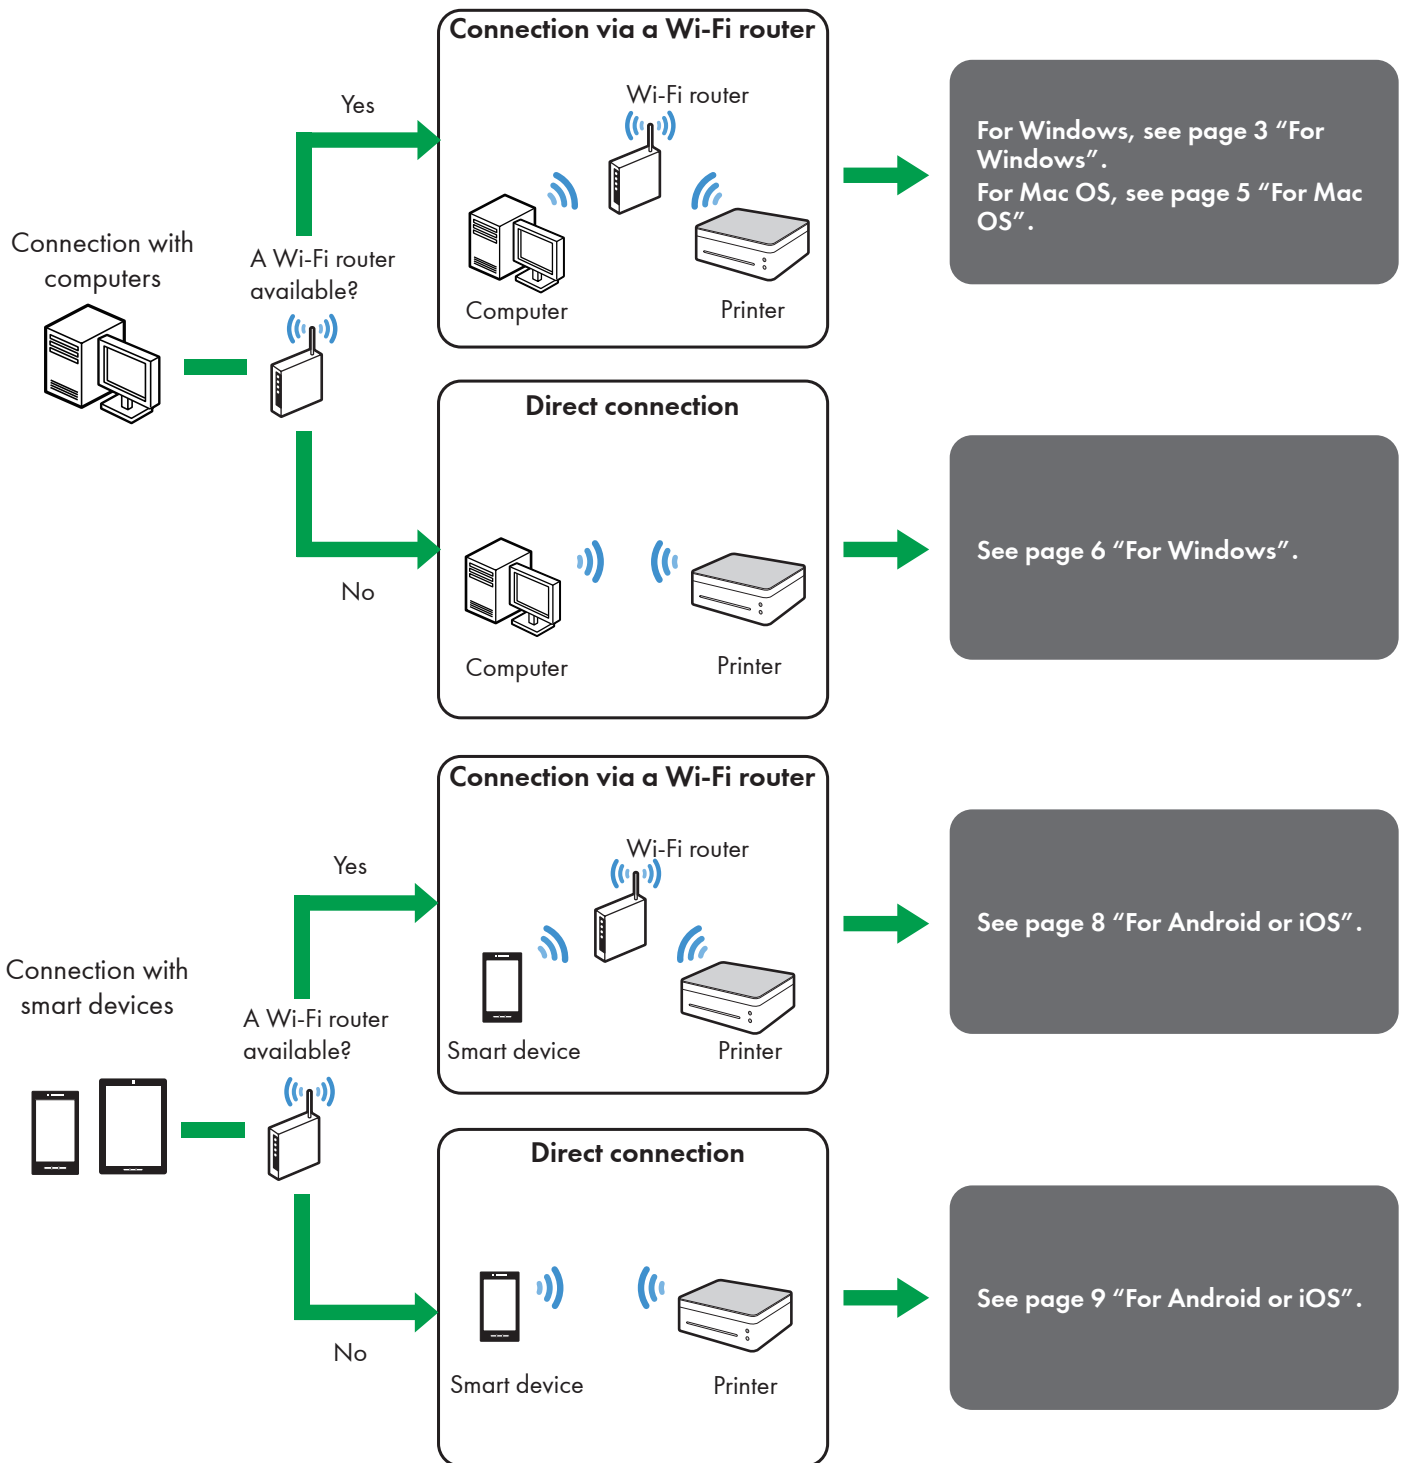 Connection via a Wi-Fi router
Wi-Fi router
Yes
For Windows, see page 3 “For
Windows”.
For Mac OS, see page 5 “For Mac
OS”.
Connection with
computers
A Wi-Fi router
available?
Computer
Printer
Direct connection
See page 6 “For Windows”.
No
Computer
Printer
Connection via a Wi-Fi router
Wi-Fi router
Yes
See page 8 “For Android or iOS”.
Connection with
smart devices
A Wi-Fi router
available?
Smart device
Printer
Direct connection
See page 9 “For Android or iOS”.
No
Smart device
Printer